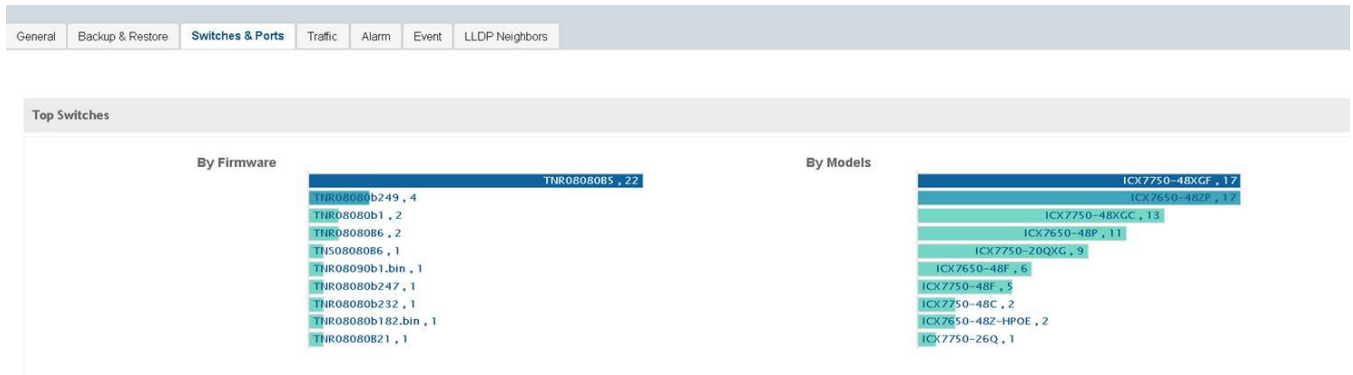 General Backup & Restore Switches & Ports Traffic Alarm Event LLDP Neighbors
Top Switches
By Firmware
TNR08080B5 , 22
TNR08080b249 , 4
TNR08080b1 , 2
TNR08080B6 , 2
TNS08080B6 , 1
TNR08090b1.bin , 1
TNR08080b247 , 1
TNR08080b232 , 1
TNR08080b182.bin , 1
TNR08080B21 , 1
By Models
ICX7750-48XGF , 17
ICX7650-48ZP , 17
ICX7750-48XGC , 13
ICX7650-48P , 11
ICX7750-20QXG , 9
ICX7650-48F , 6
ICX7750-48F , 5
ICX7750-48C , 2
ICX7650-48Z-HPOE , 2
ICX7750-26Q , 1